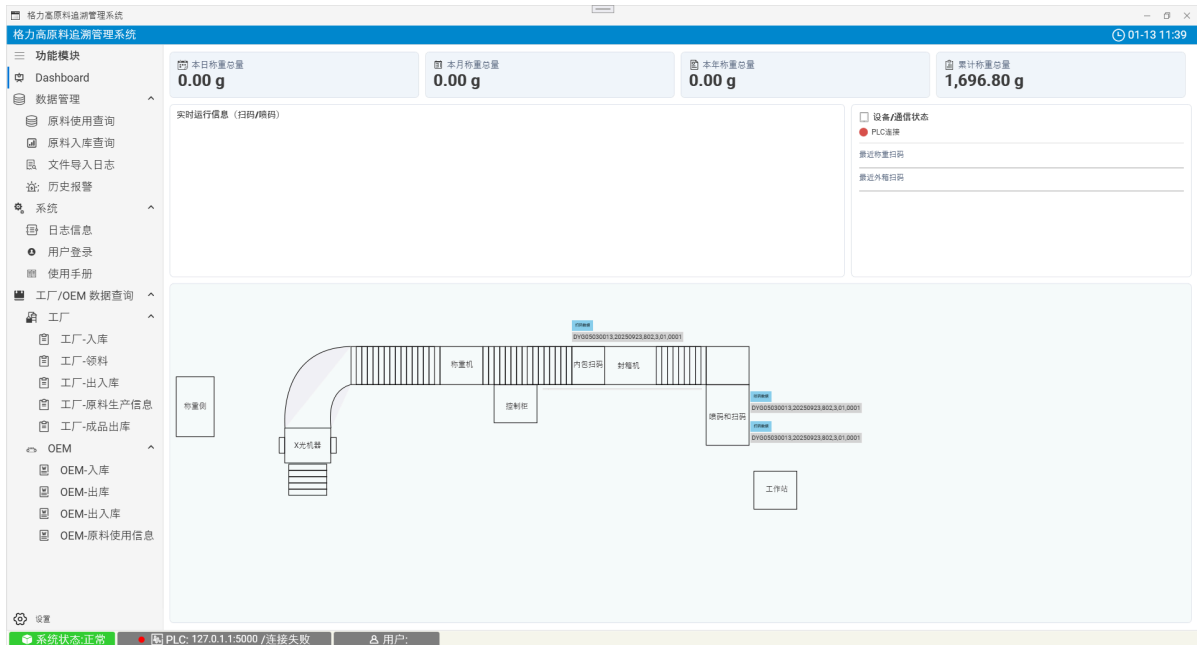 格力高原料追溯管理系统
格力高原料追溯管理系统
01-13 11:39
功能模块
Dashboard
数据管理
原料使用查询
原料入库查询
文件导入日志
历史报警
系统
日志信息
用户登录
使用手册
工厂/OEM 数据查询
工厂
工厂-入库
工厂-领料
工厂-出入库
工厂-原料生产信息
工厂-成品出库
OEM
OEM-入库
OEM-出库
OEM-出入库
OEM-原料使用信息
设置
本日称重总量
0.00 g
本月称重总量
0.00 g
本年称重总量
0.00 g
累计称重总量
1,696.80 g
实时运行信息（扫码/喷码）
设备/通信状态
PLC连接
最近称重扫码
最近外箱扫码
DYG05030013,20250923,802,3,01,0001
称重机
内包扫码
封箱机
称重倒
控制柜
喷码和扫码
DYG05030013,20250923,802,3,01,0001
DYG05030013,20250923,802,3,01,0001
X光机器
工作站
系统状态:正常
PLC: 127.0.1.1:5000 /连接失败
用户: